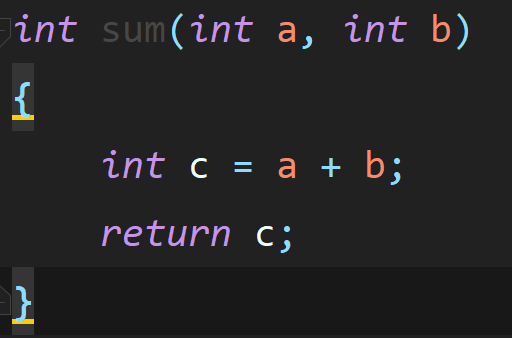 int sum(int a, int b)
{
    int c = a + b;
    return c;
}